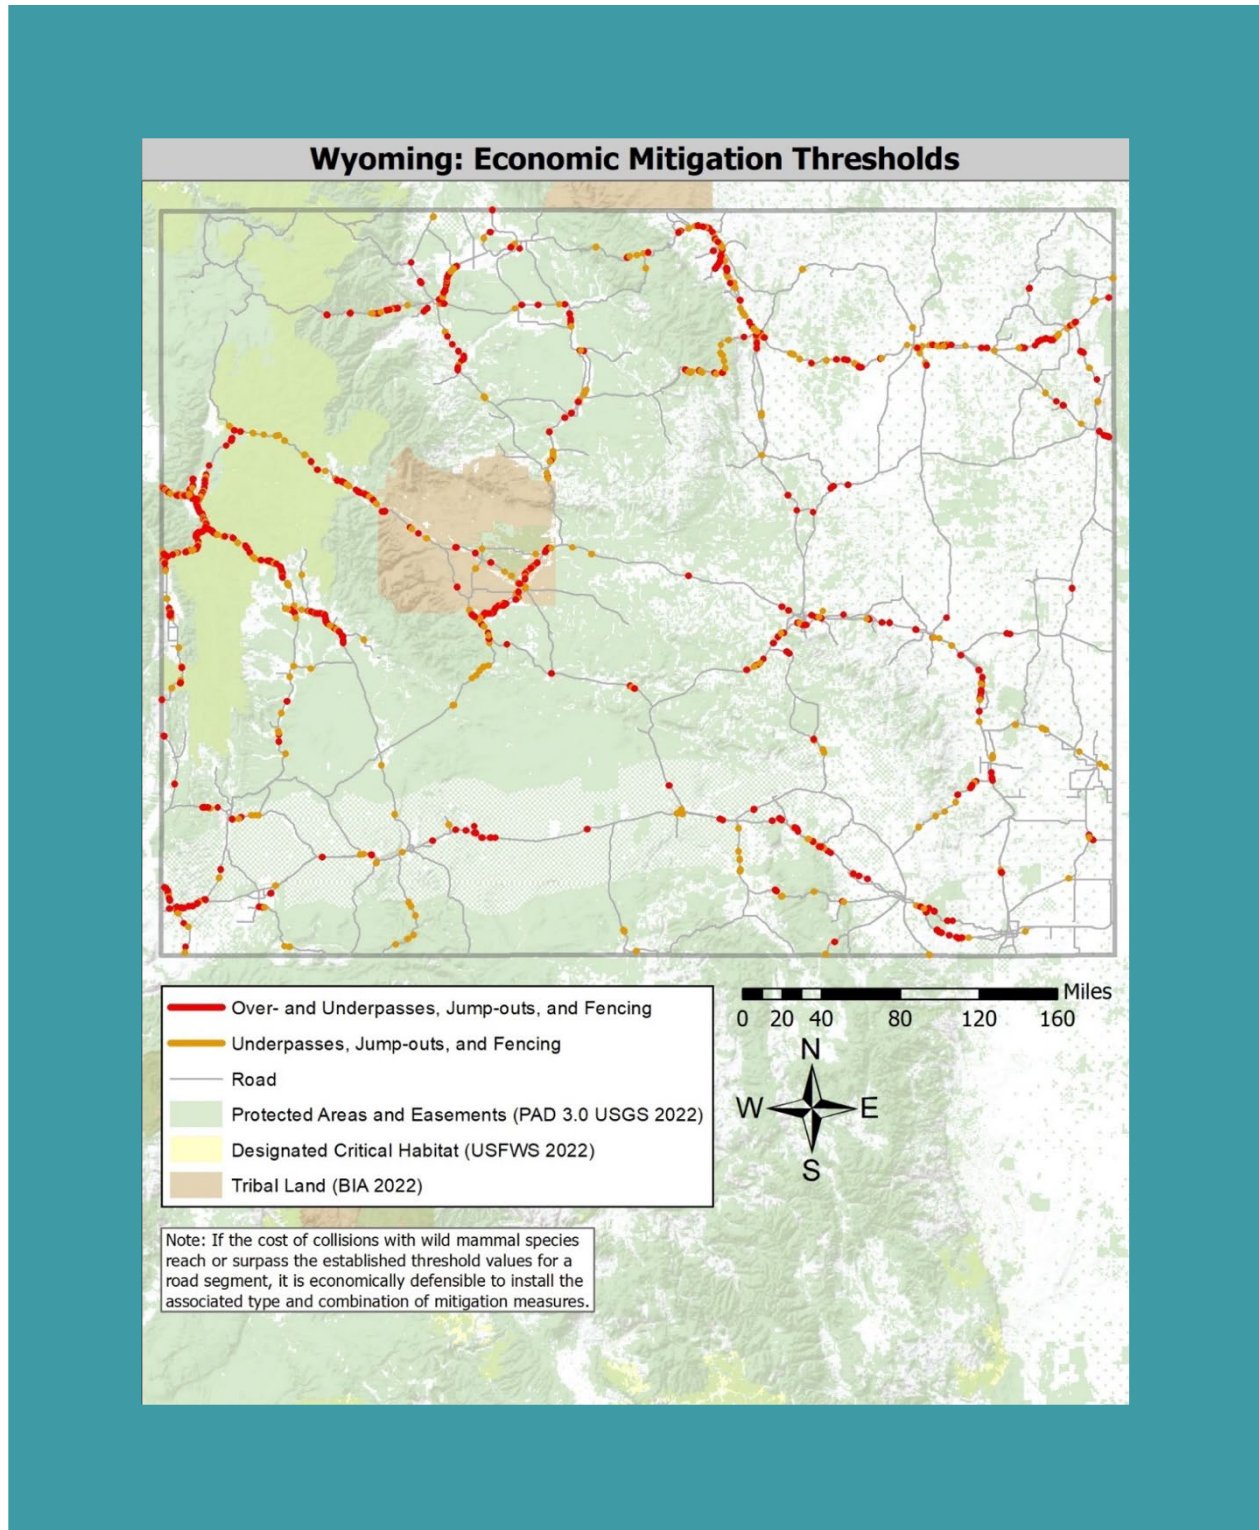 Wyoming: Economic Mitigation Thresholds
Over- and Underpasses, Jump-outs, and Fencing
Underpasses, Jump-outs, and Fencing
Road
Protected Areas and Easements (PAD 3.0 USGS 2022)
Designated Critical Habitat (USFWS 2022)
Tribal Land (BIA 2022)
Miles
0 20 40 80 120 160
N
W E
S
Note: If the cost of collisions with wild mammal species
reach or surpass the established threshold values for a
road segment, it is economically defensible to install the
associated type and combination of mitigation measures.